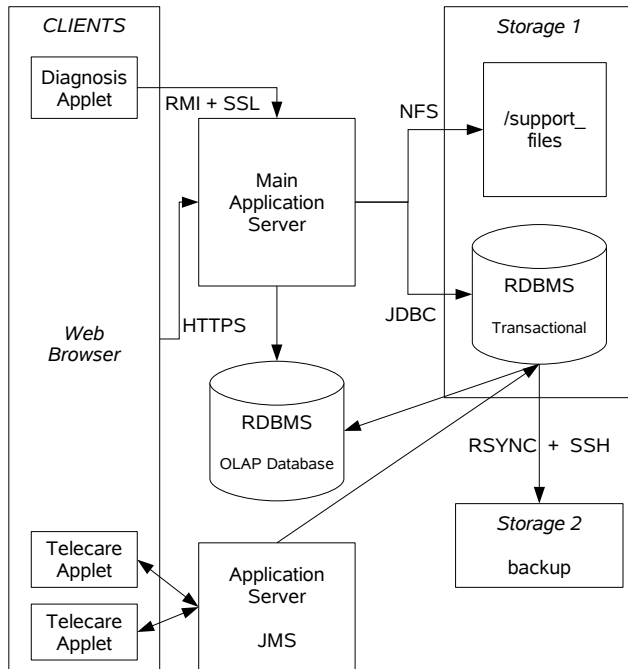 CLIENTS
Diagnosis
Applet
RMI + SSL
Main
Application
Server
Web
Browser
HTTPS
RDBMS
OLAP Database
Telecare
Applet
Telecare
Applet
Application
Server
JMS
Storage 1
NFS
/support_
files
RDBMS
Transactional
JDBC
RSYNC + SSH
Storage 2
backup